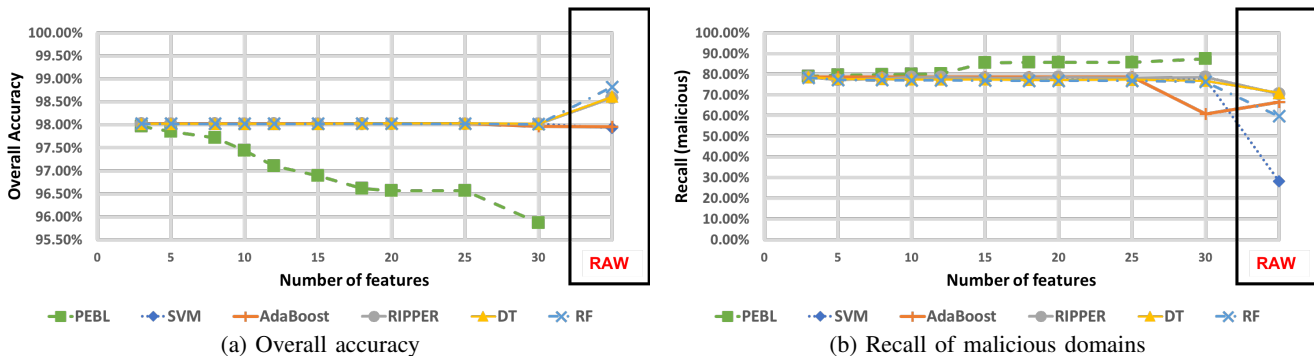 Overall Accuracy
100.00%
99.50%
99.00%
98.50%
98.00%
97.50%
97.00%
96.50%
96.00%
95.50%
0 5 10 15 20 25 30
RAW
Number of features
PEBL SVM AdaBoost RIPPER DT RF
(a) Overall accuracy
Recall (malicious)
100.00%
90.00%
80.00%
70.00%
60.00%
50.00%
40.00%
30.00%
20.00%
10.00%
0.00%
0 5 10 15 20 25 30
RAW
Number of features
PEBL SVM AdaBoost RIPPER DT RF
(b) Recall of malicious domains